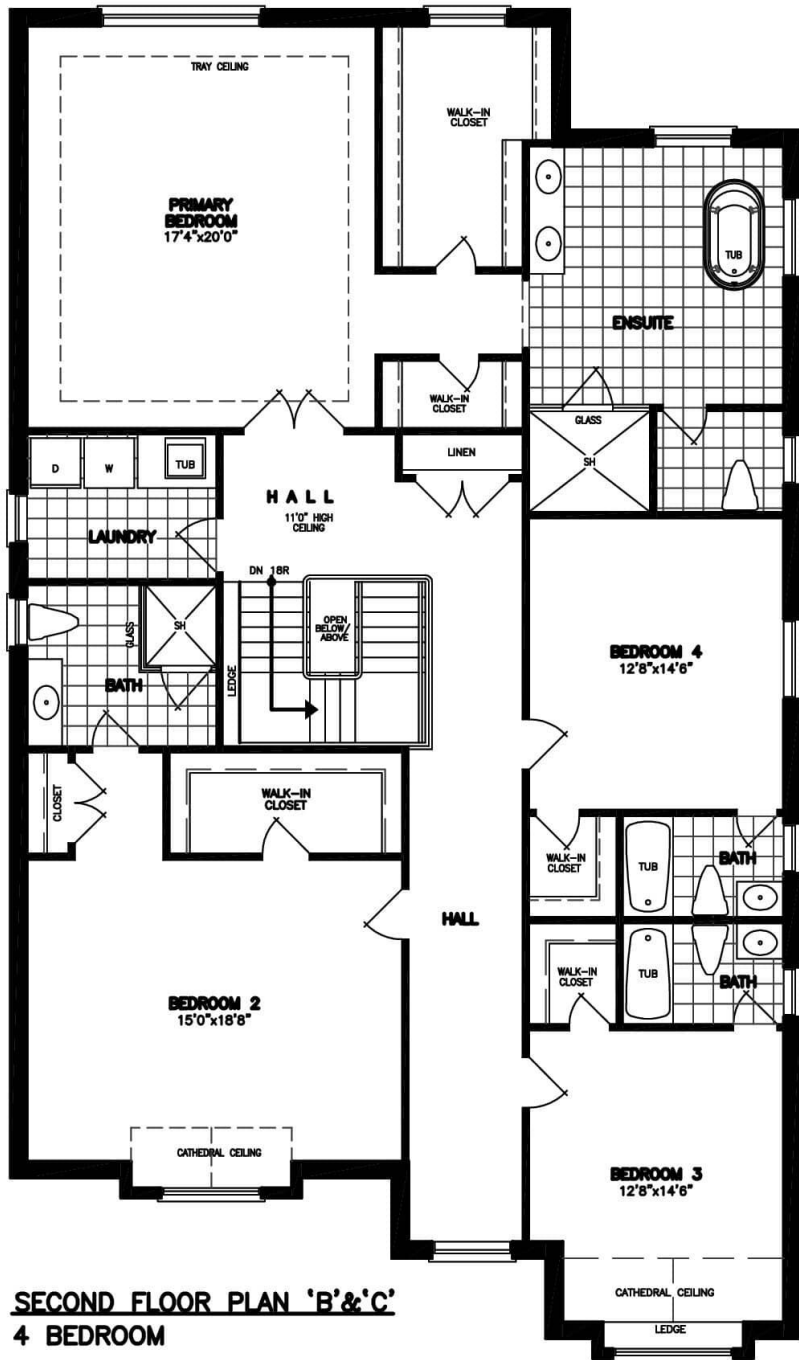 TRAY CEILING
PRIMARY
BEDROOM
17'4"x20'0"
WALK-IN
CLOSET
TUB
ENSUITE
WALK-IN
CLOSET
GLASS
SH
LINEN
D
W
TUB
LAUNDRY
HALL
11'0" HIGH
CEILING
DN 18R
OPEN
BELOW/
ABOVE
LEDGE
GLASS
SH
BATH
BEDROOM 4
12'8"x14'6"
CLOSET
WALK-IN
CLOSET
WALK-IN
CLOSET
TUB
BATH
HALL
WALK-IN
CLOSET
TUB
BATH
BEDROOM 2
15'0"x18'8"
CATHEDRAL CEILING
BEDROOM 3
12'8"x14'6"
CATHEDRAL CEILING
LEDGE
SECOND FLOOR PLAN 'B'&'C'
4 BEDROOM